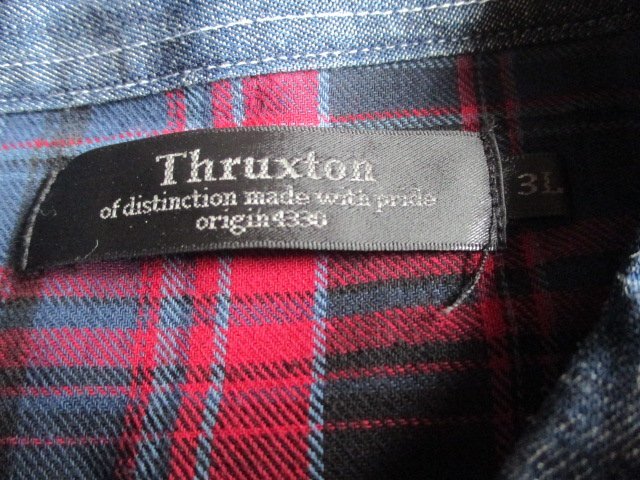 Thruxton
of distinction made with pride
origin4330
3L